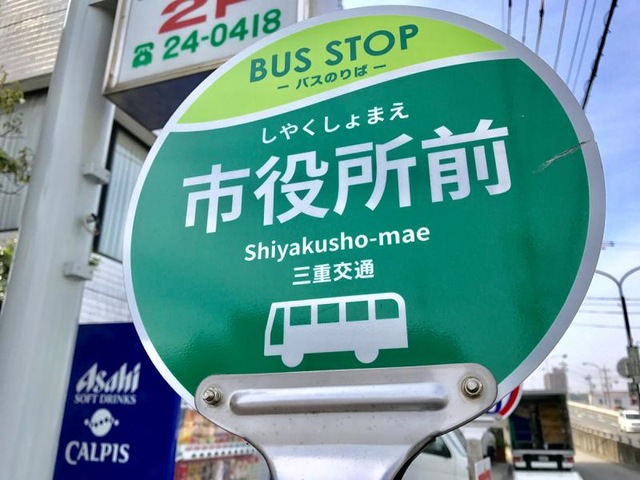 24-0418
BUS STOP
ーバスのりばー
しやくしょまえ
市役所前
Shiyakusho-mae
三重交通
Asahi
SOFT DRINKS
CALPIS